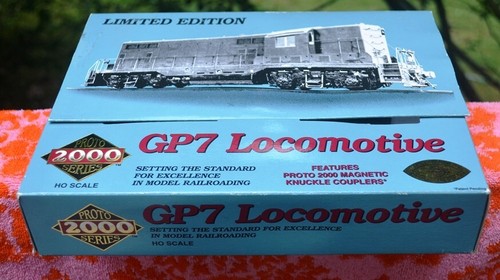 LIMITED EDITION
PROTO
2000
SERIES
HO SCALE
GP7 Locomotive
SETTING THE STANDARD
FOR EXCELLENCE
IN MODEL RAILROADING
FEATURES
PROTO 2000 MAGNETIC
KNUCKLE COUPLERS*
*Patent Pending
PROTO
2000
SERIES
GP7 Locomotive
SETTING THE STANDARD FOR EXCELLENCE
IN MODEL RAILROADING
HO SCALE